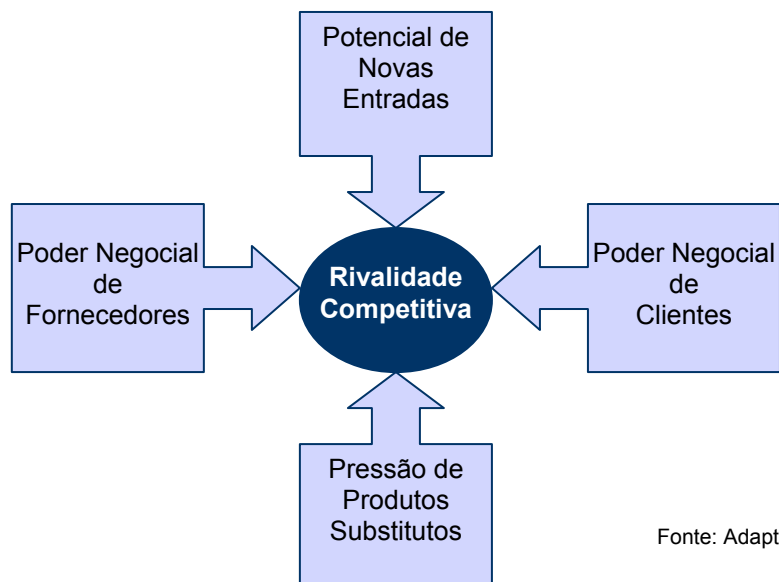 Potencial de
Novas
Entradas
Poder Negocial
de
Fornecedores
Rivalidade
Competitiva
Poder Negocial
de
Clientes
Pressão de
Produtos
Substitutos
Fonte: Adapt